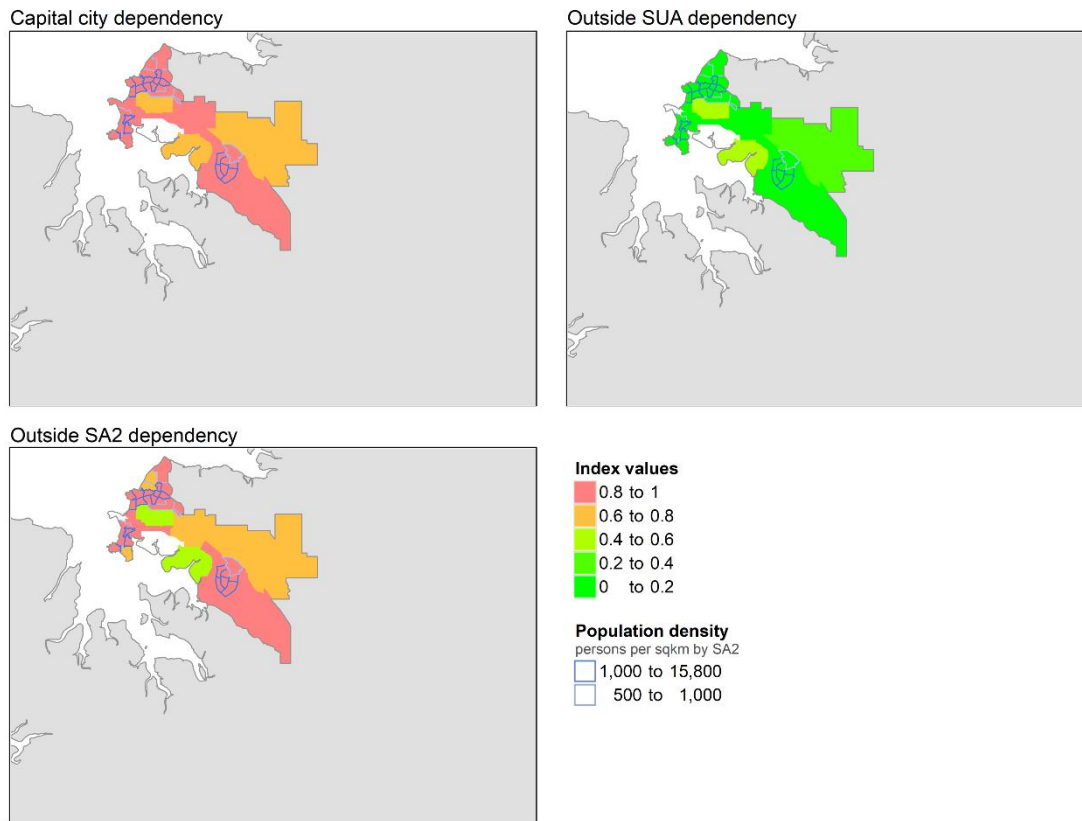 Capital city dependency
Outside SUA dependency
Outside SA2 dependency
Index values
0.8 to 1
0.6 to 0.8
0.4 to 0.6
0.2 to 0.4
0 to 0.2
Population density
persons per sqkm by SA2
1,000 to 15,800
500 to 1,000